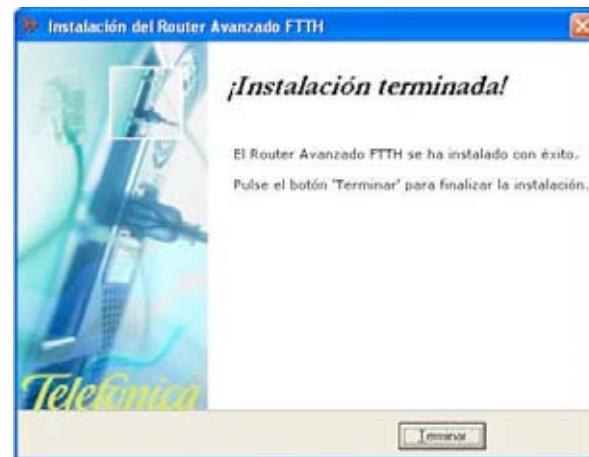 Instalación del Router Avanzado FTTH
¡Instalación terminada!
El Router Avanzado FTTH se ha instalado con éxito.
Pulse el botón 'Terminar' para finalizar la instalación.
Telefónica
Terminar